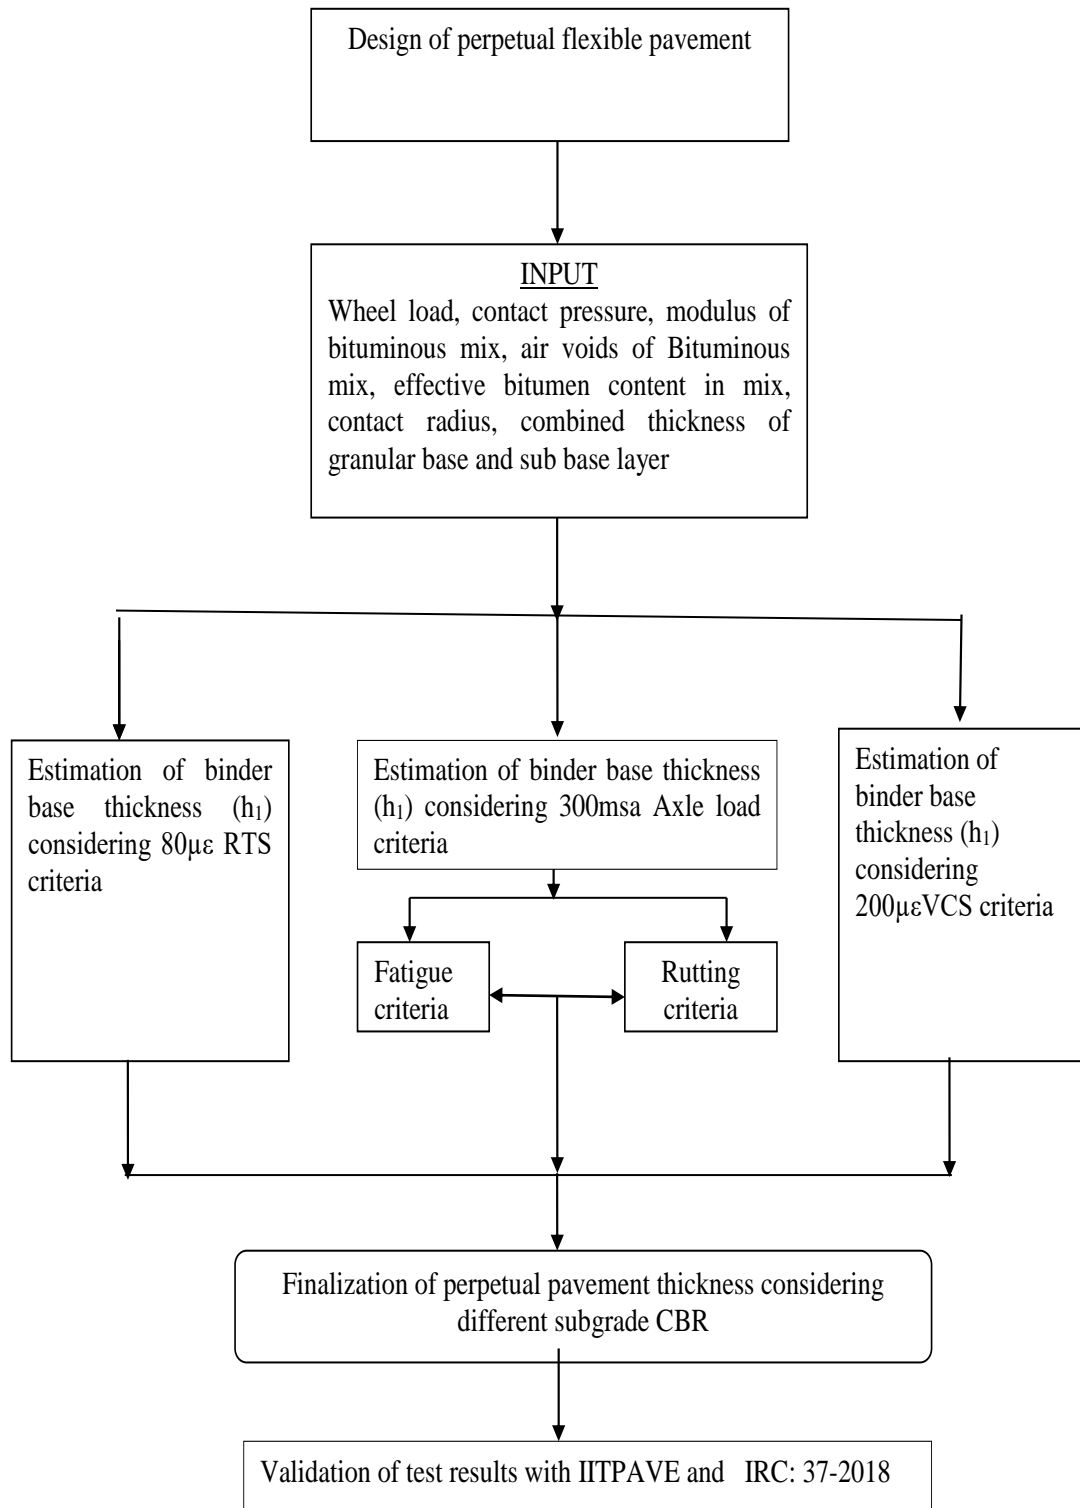 Design of perpetual flexible pavement
INPUT
Wheel load, contact pressure, modulus of
bituminous mix, air voids of Bituminous
mix, effective bitumen content in mix,
contact radius, combined thickness of
granular base and sub base layer
Estimation of binder
base thickness (h₁)
considering 80με RTS
criteria
Estimation of binder base thickness
(h₁) considering 300msa Axle load
criteria
Estimation of
binder base
thickness (h₁)
considering
200μεVCS criteria
Fatigue
criteria
Rutting
criteria
Finalization of perpetual pavement thickness considering
different subgrade CBR
Validation of test results with IITPAVE and IRC: 37-2018